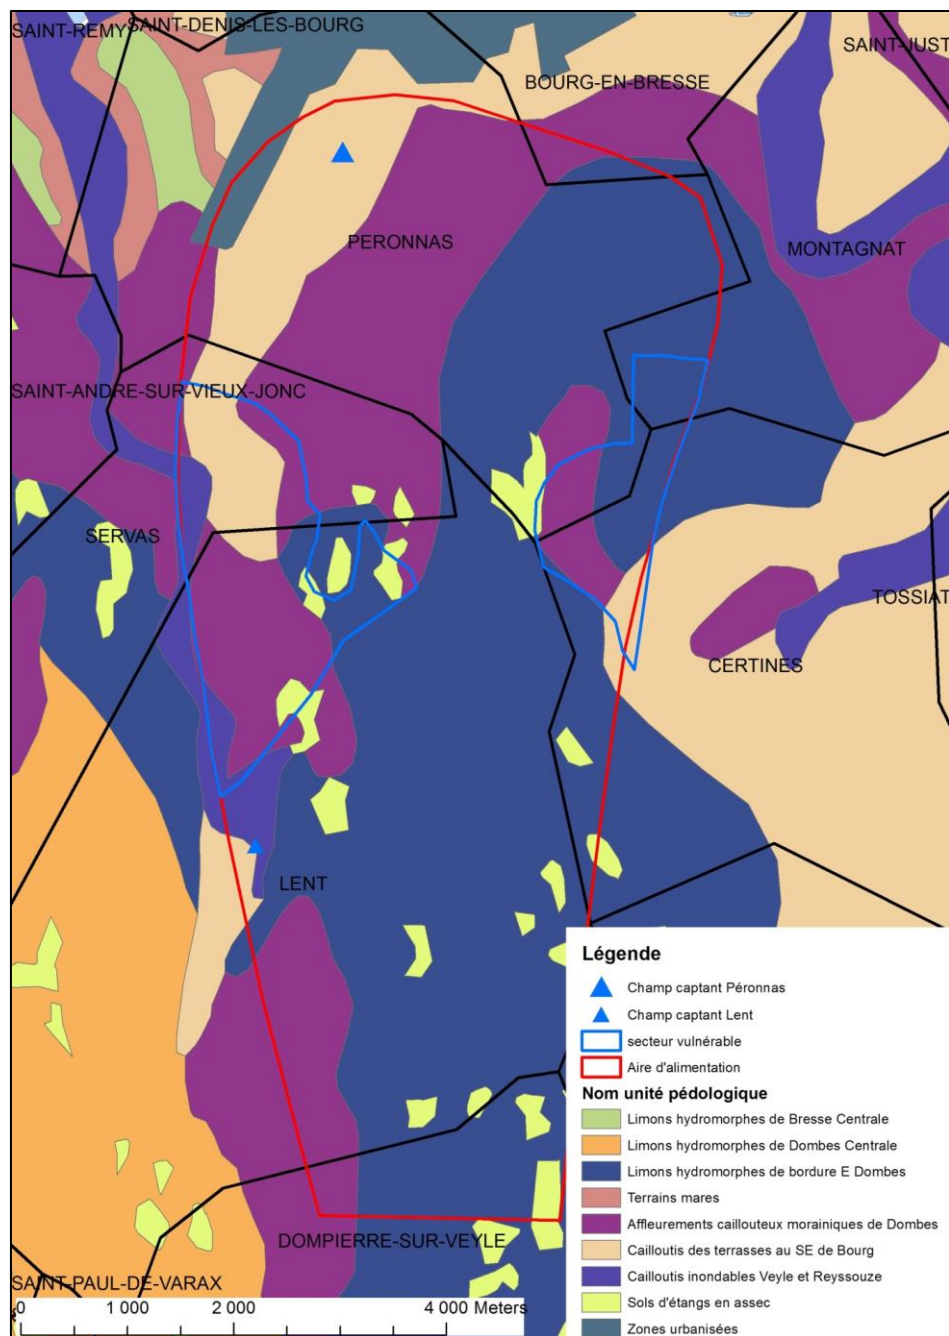 SAINT-REMY
SAINT-DENIS-LES-BOURG
SAINT-JUST
BOURG-EN-BRESSE
PERONNAS
MONTAGNAT
SAINT-ANDRE-SUR-VIEUX-JONC
SERVAS
TOSSIAT
CERTINES
LENT
DOMPIERRE-SUR-VEYLE
SAINT-PAUL-DE-VARAX
0 1 000 2 000 4 000 Meters
Légende
Champ captant Péronnas
Champ captant Lent
secteur vulnérable
Aire d'alimentation
Nom unité pédologique
Limons hydromorphes de Bresse Centrale
Limons hydromorphes de Dombes Centrale
Limons hydromorphes de bordure E Dombes
Terrains mares
Affleurements caillouteux morainiques de Dombes
Cailloutis des terrasses au SE de Bourg
Cailloutis inondables Veyle et Reyssouze
Sols d'étangs en assec
Zones urbanisées